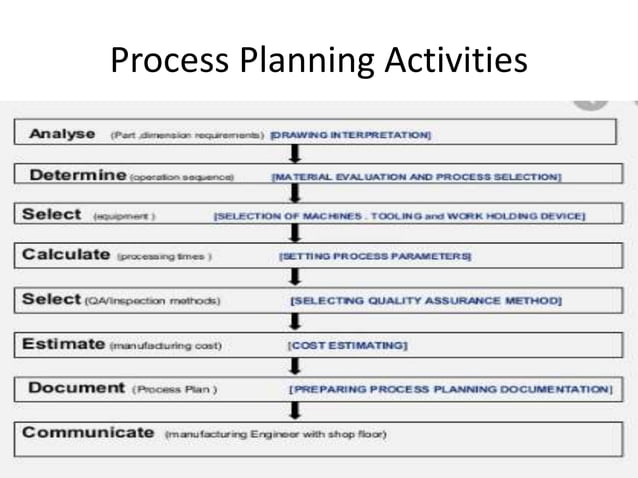 Process Planning Activities
Analyse (Part ,dimension requirements) [DRAWING INTERPRETATION]
Determine (operation sequence) [MATERIAL EVALUATION AND PROCESS SELECTION]
Select (equipment ) [SELECTION OF MACHINES , TOOLING and WORK HOLDING DEVICE]
Calculate (processing times ) [SETTING PROCESS PARAMETERS]
Select (QA/Inspection methods) [SELECTING QUALITY ASSURANCE METHOD]
Estimate (manufacturing cost) [COST ESTIMATING]
Document (Process Plan ) [PREPARING PROCESS PLANNING DOCUMENTATION]
Communicate (manufacturing Engineer with shop floor)